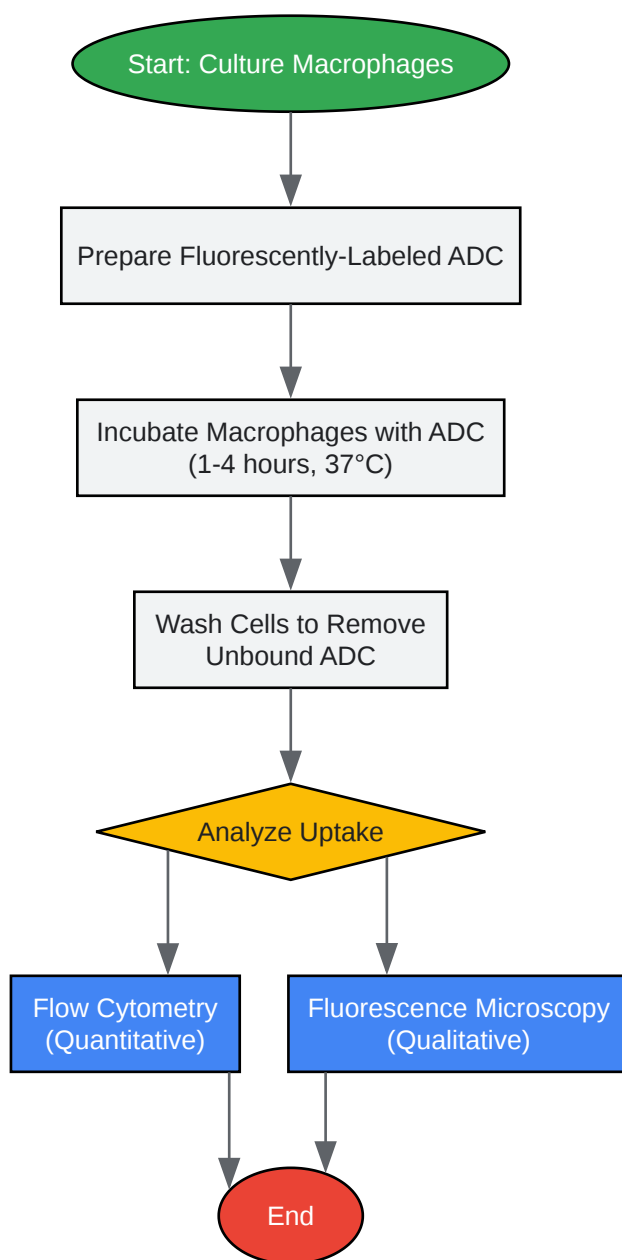 Start: Culture Macrophages
Prepare Fluorescently-Labeled ADC
Incubate Macrophages with ADC
(1-4 hours, 37°C)
Wash Cells to Remove
Unbound ADC
Analyze Uptake
Flow Cytometry
(Quantitative)
Fluorescence Microscopy
(Qualitative)
End